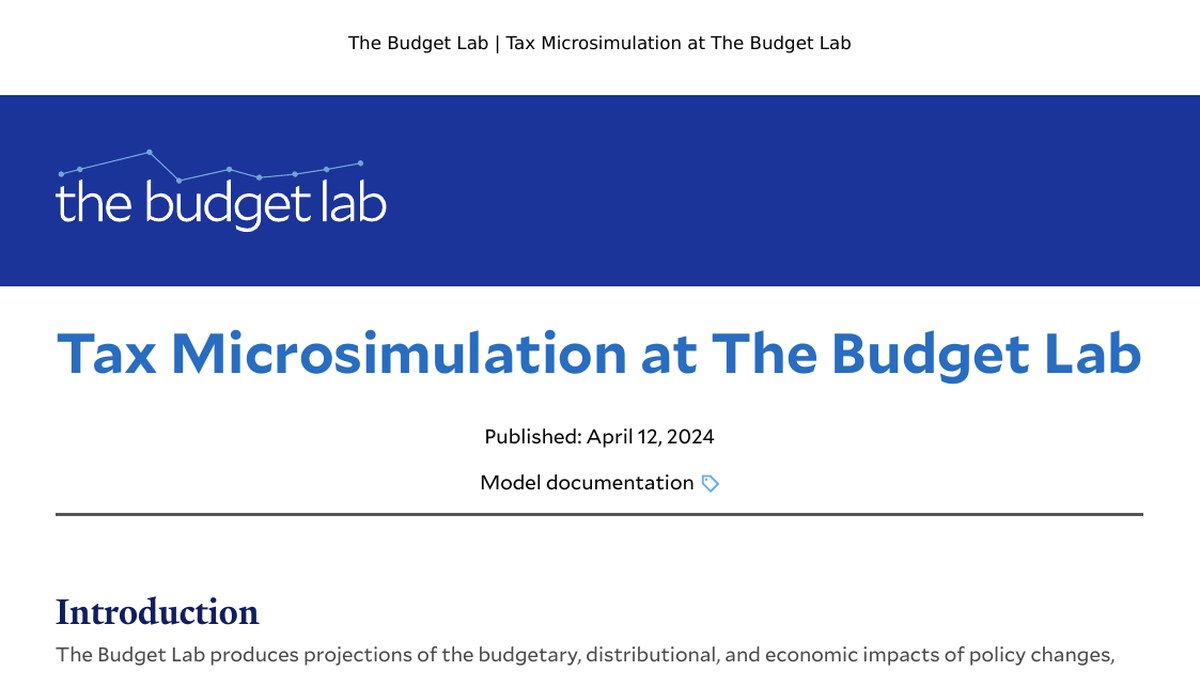 The Budget Lab | Tax Microsimulation at The Budget Lab
the budget lab
Tax Microsimulation at The Budget Lab
Published: April 12, 2024
Model documentation
Introduction
The Budget Lab produces projections of the budgetary, distributional, and economic impacts of policy changes,